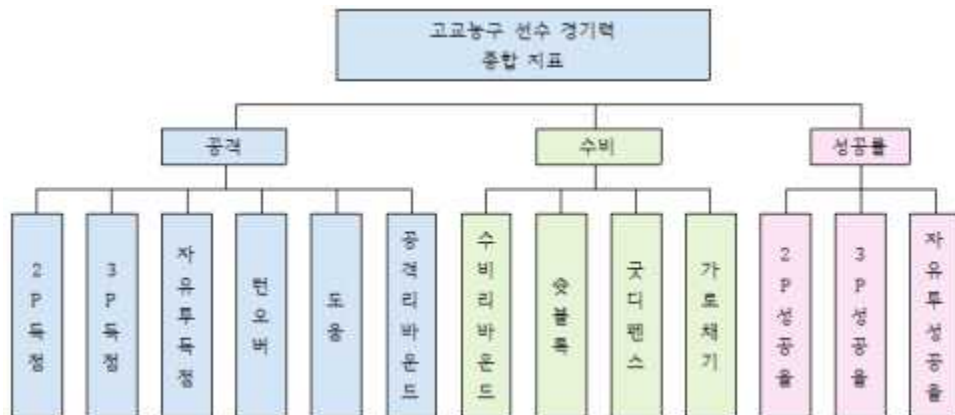 고교농구 선수 경기력
종합 지표
공격
수비
성공률
2P득점
3P득점
자유투득점
턴오버
도움
공격리바운드
수비리바운드
슛블록
굿디펜스
가로채기
2P성공율
3P성공율
자유투성공율